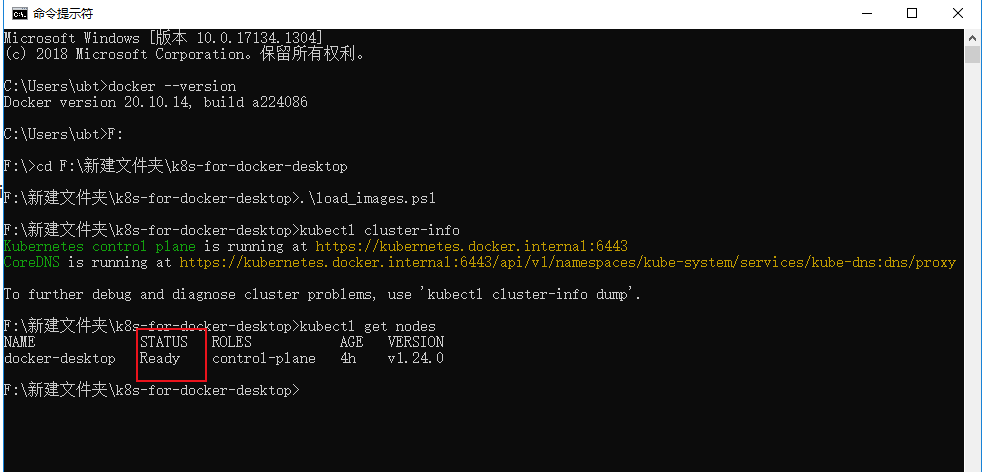 命令提示符
Microsoft Windows [版本 10.0.17134.1304]
(c) 2018 Microsoft Corporation。保留所有权利。
C:\Users\ubt>docker --version
Docker version 20.10.14, build a224086
C:\Users\ubt>F:
F:\>cd F:\新建文件夹\k8s-for-docker-desktop
F:\新建文件夹\k8s-for-docker-desktop>.\load_images.ps1
F:\新建文件夹\k8s-for-docker-desktop>kubectl cluster-info
Kubernetes control plane is running at https://kubernetes.docker.internal:6443
CoreDNS is running at https://kubernetes.docker.internal:6443/api/v1/namespaces/kube-system/services/kube-dns:dns/proxy
To further debug and diagnose cluster problems, use 'kubectl cluster-info dump'.
F:\新建文件夹\k8s-for-docker-desktop>kubectl get nodes
NAME STATUS ROLES AGE VERSION
docker-desktop Ready control-plane 4h v1.24.0
F:\新建文件夹\k8s-for-docker-desktop>